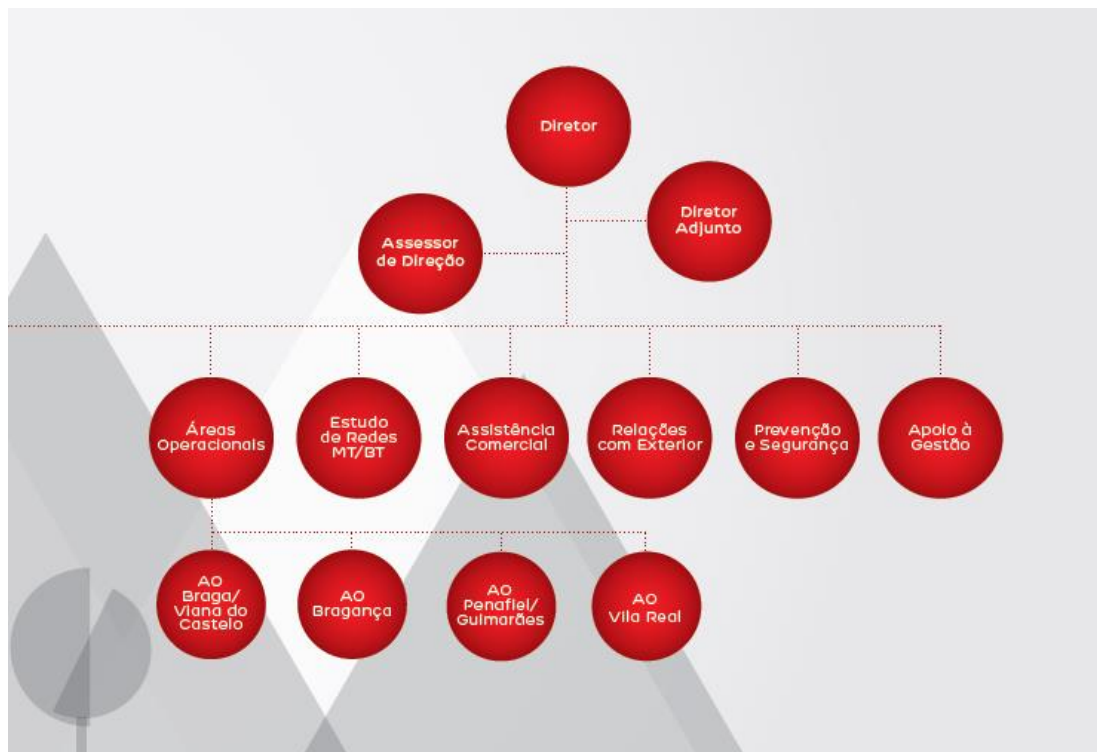 Diretor
Diretor
Adjunto
Assessor
de Direção
Áreas
Operacionais
Estudo
de Redes
MT/BT
Assistência
Comercial
Relações
com Exterior
Prevenção
e Segurança
Apoio à
Gestão
AO
Braga/
Viana do
Castelo
AO
Bragança
AO
Penafiel/
Guimarães
AO
Vila Real